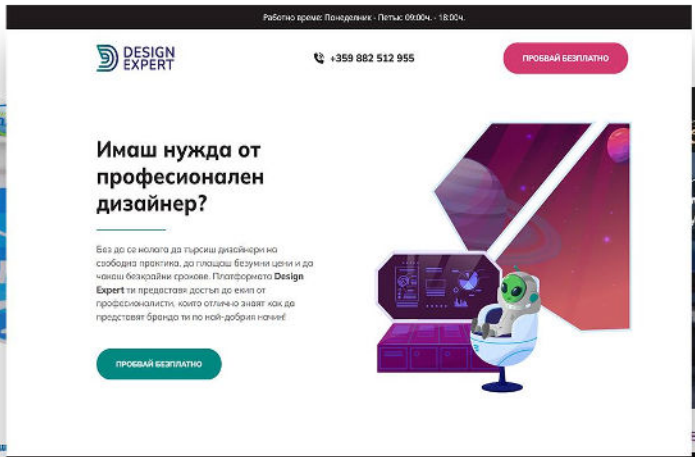 Работно време: Понеделник - Петък: 09:00ч. - 18:00ч.
DESIGN
EXPERT
+359 882 512 955
ПРОБВАЙ БЕЗПЛАТНО
Имаш нужда от
професионален
дизайнер?
Без да се налага да търсиш дизайнери на
свободна практика, да плащаш безумни цени и да
чакаш безкрайни срокове. Платформата Design
Expert ти предоставя достъп до екип от
професионалисти, които отлично знаят как да
представят бранда ти по най-добрия начин!
ПРОБВАЙ БЕЗПЛАТНО